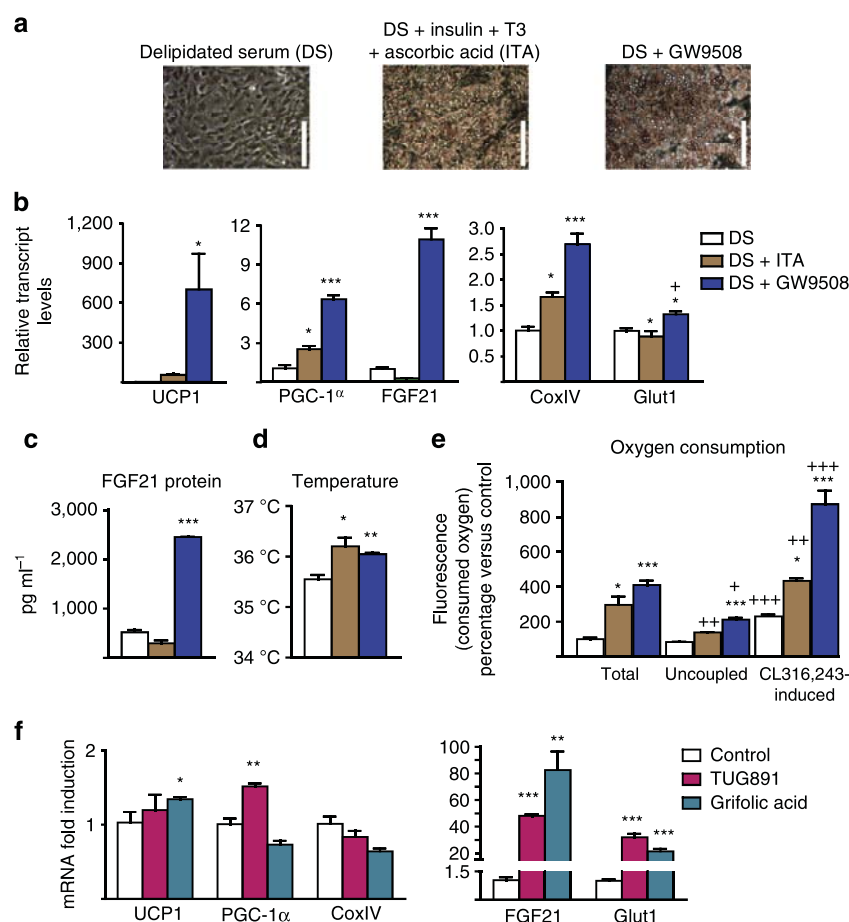 a
Delipidated serum (DS)
DS + insulin + T3
+ ascorbic acid (ITA)
DS + GW9508
b
Relative transcript
levels
1,200
900
600
300
*
UCP1
12
9
6
3
*
***
***
PGC-1α
FGF21
3.0
2.5
2.0
1.5
1.0
0.5
*
***
*
+
*
CoxIV
Glut1
DS
DS + ITA
DS + GW9508
c
FGF21 protein
pg ml⁻¹
3,000
2,000
1,000
***
d
Temperature
37 °C
36 °C
35 °C
34 °C
*
**
e
Oxygen consumption
Fluorescence
(consumed oxygen)
percentage versus control
1,000
800
600
400
200
*
***
++
+
***
+++
++
*
+++
***
Total
Uncoupled
CL316,243-
induced
f
mRNA fold induction
2
1
*
**
UCP1
PGC-1α
CoxIV
100
80
60
40
20
1.5
***
**
***
***
FGF21
Glut1
Control
TUG891
Grifolic acid